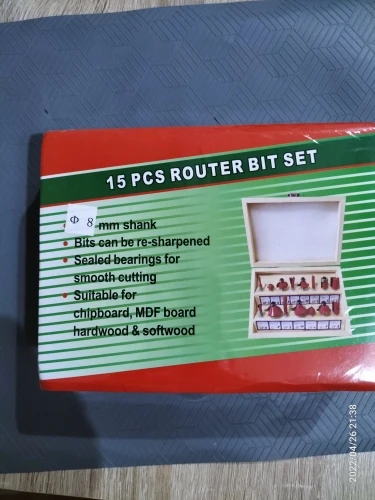 15 PCS ROUTER BIT SET
Φ 8 mm shank
• Bits can be re-sharpened
• Sealed bearings for
smooth cutting
• Suitable for
chipboard, MDF board
hardwood & softwood
2022/04/26 21:38